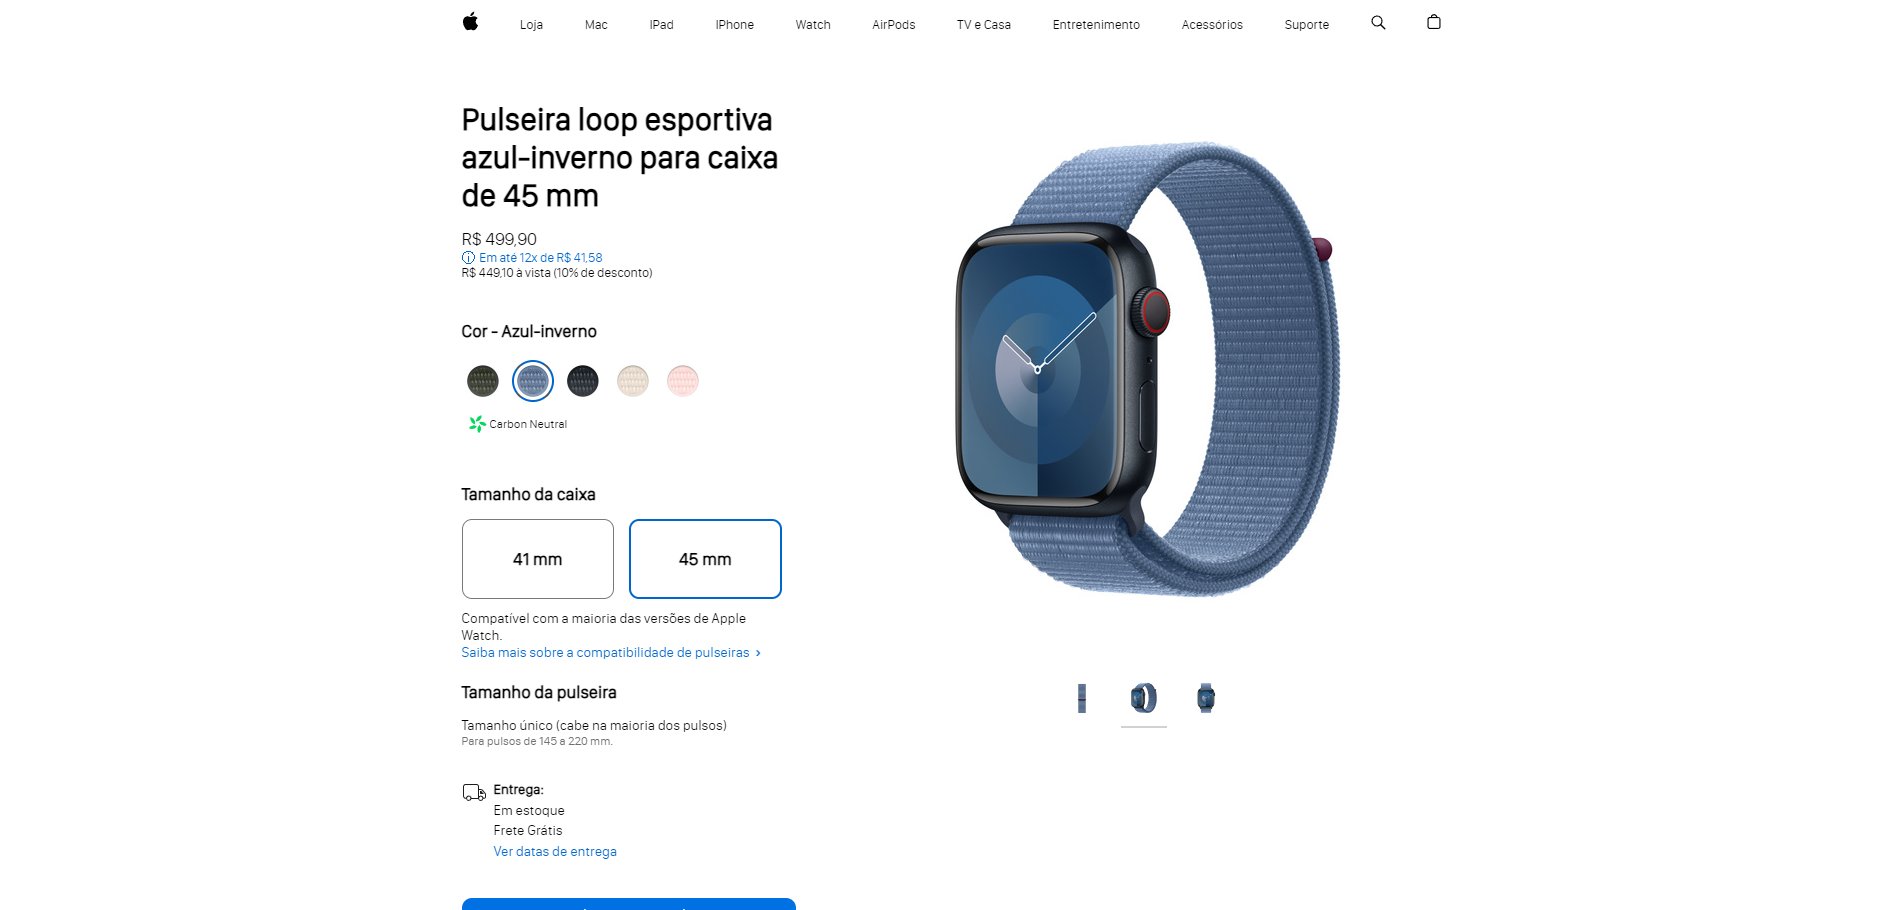 Loja Mac IPad IPhone Watch AirPods TV e Casa Entretenimento Acessórios Suporte
Pulseira loop esportiva
azul-inverno para caixa
de 45 mm
R$ 499,90
Em até 12x de R$ 41,58
R$ 449,10 à vista (10% de desconto)
Cor - Azul-inverno
Carbon Neutral
Tamanho da caixa
41 mm 45 mm
Compatível com a maioria das versões de Apple
Watch.
Saiba mais sobre a compatibilidade de pulseiras ›
Tamanho da pulseira
Tamanho único (cabe na maioria dos pulsos)
Para pulsos de 145 a 220 mm.
Entrega:
Em estoque
Frete Grátis
Ver datas de entrega